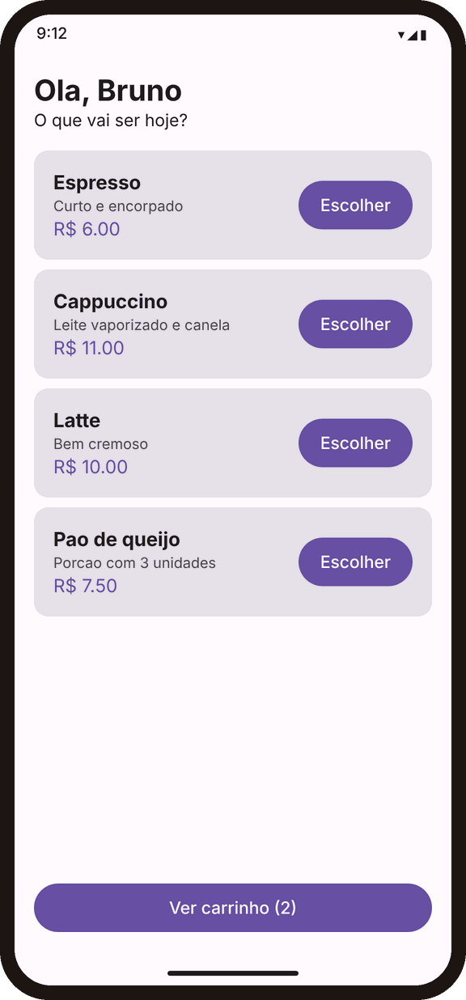 9:12
Ola, Bruno
O que vai ser hoje?
Espresso
Curto e encorpado
R$ 6.00
Escolher
Cappuccino
Leite vaporizado e canela
R$ 11.00
Escolher
Latte
Bem cremoso
R$ 10.00
Escolher
Pao de queijo
Porcao com 3 unidades
R$ 7.50
Escolher
Ver carrinho (2)